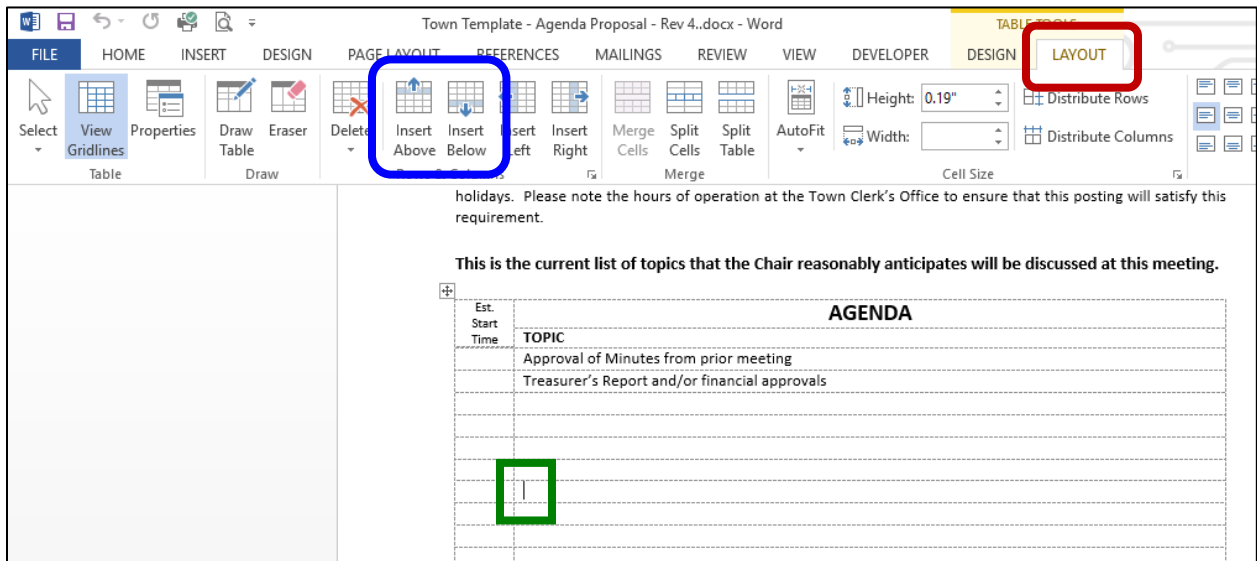 Town Template - Agenda Proposal - Rev 4..docx - Word
TABLE TOOLS
FILE HOME INSERT DESIGN PAGE LAYOUT REFERENCES MAILINGS REVIEW VIEW DEVELOPER DESIGN LAYOUT
Height: 0.19" Distribute Rows
Select View Properties Draw Eraser Delete Insert Insert Insert Insert Merge Split Split AutoFit Width: Distribute Columns
Gridlines Table Above Below Left Right Cells Cells Table
Table Draw Rows & Columns Merge Cell Size
holidays. Please note the hours of operation at the Town Clerk's Office to ensure that this posting will satisfy this
requirement.
This is the current list of topics that the Chair reasonably anticipates will be discussed at this meeting.
Est.
Start
Time
AGENDA
TOPIC
Approval of Minutes from prior meeting
Treasurer's Report and/or financial approvals